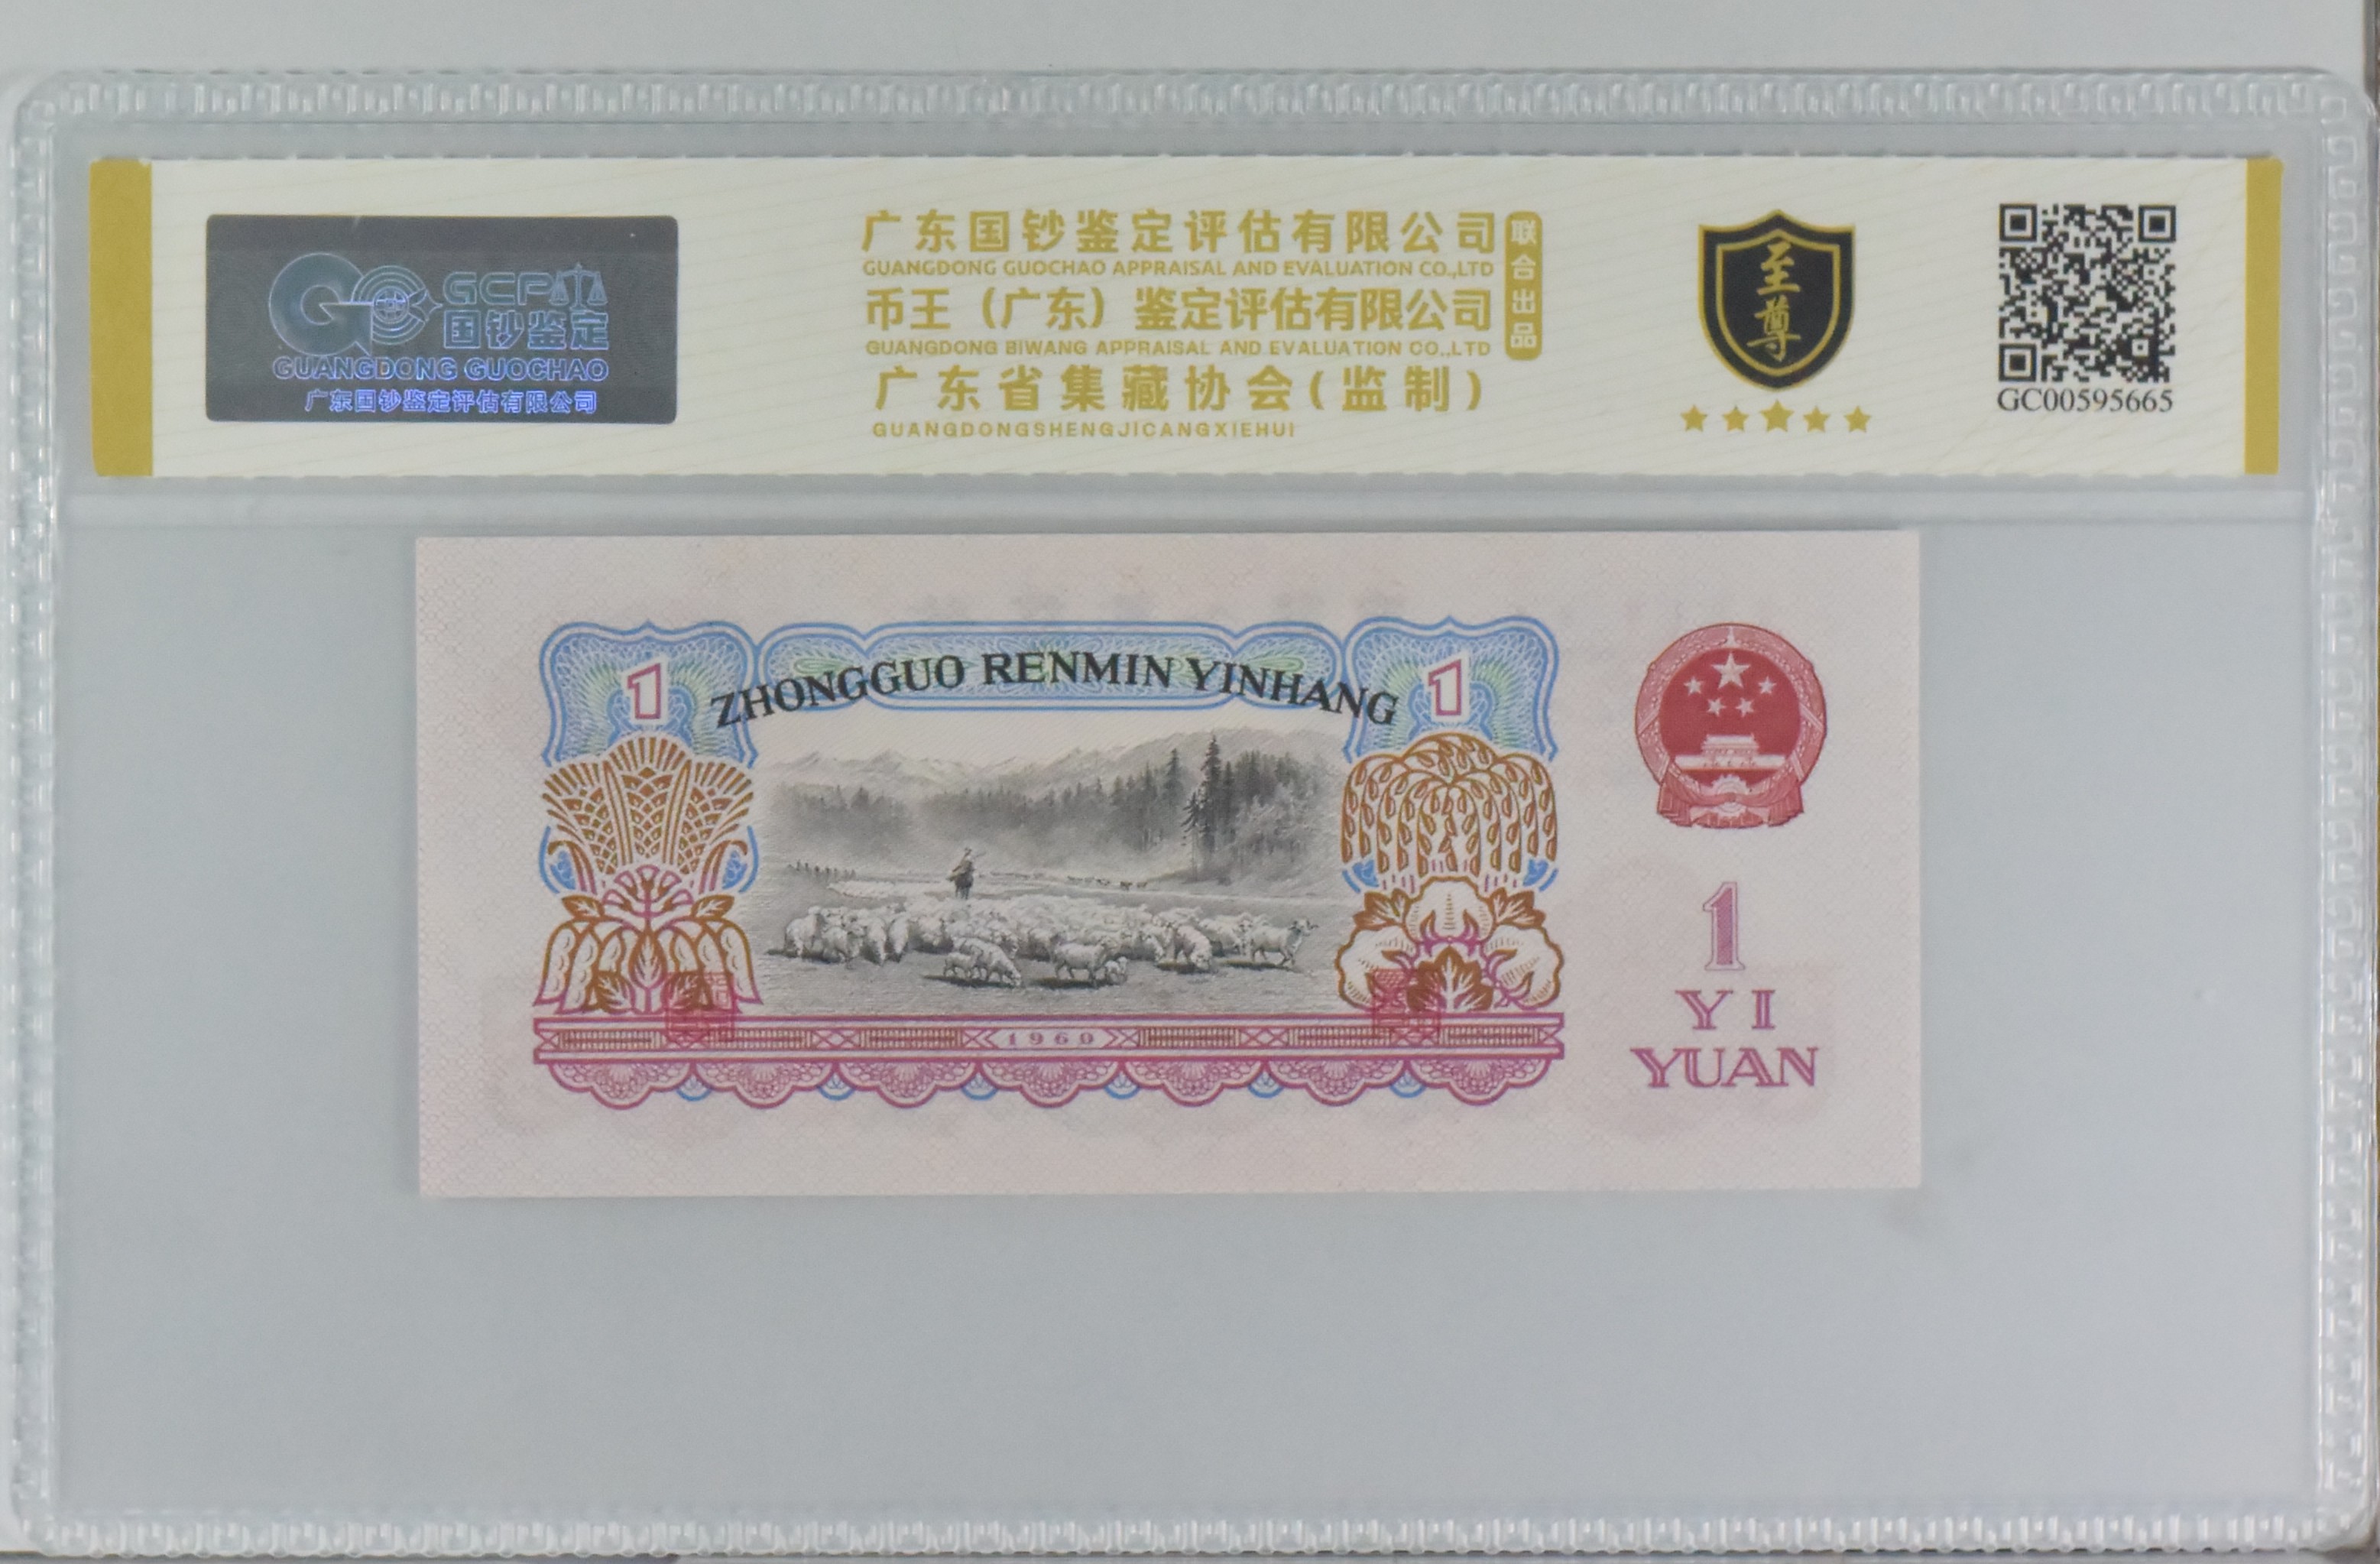 GCP
国钞鉴定
GUANGDONG GUOCHAO
广东国钞鉴定评估有限公司
广东国钞鉴定评估有限公司
GUANGDONG GUOCHAO APPRAISAL AND EVALUATION CO.,LTD
币王（广东）鉴定评估有限公司
GUANGDONG BIWANG APPRAISAL AND EVALUATION CO.,LTD
广东省集藏协会(监制)
GUANGDONGSHENGJICANGXIEHUI
联合出品
至尊
GC00595665
1
ZHONGGUO RENMIN YINHANG
1
1960
1
YI
YUAN